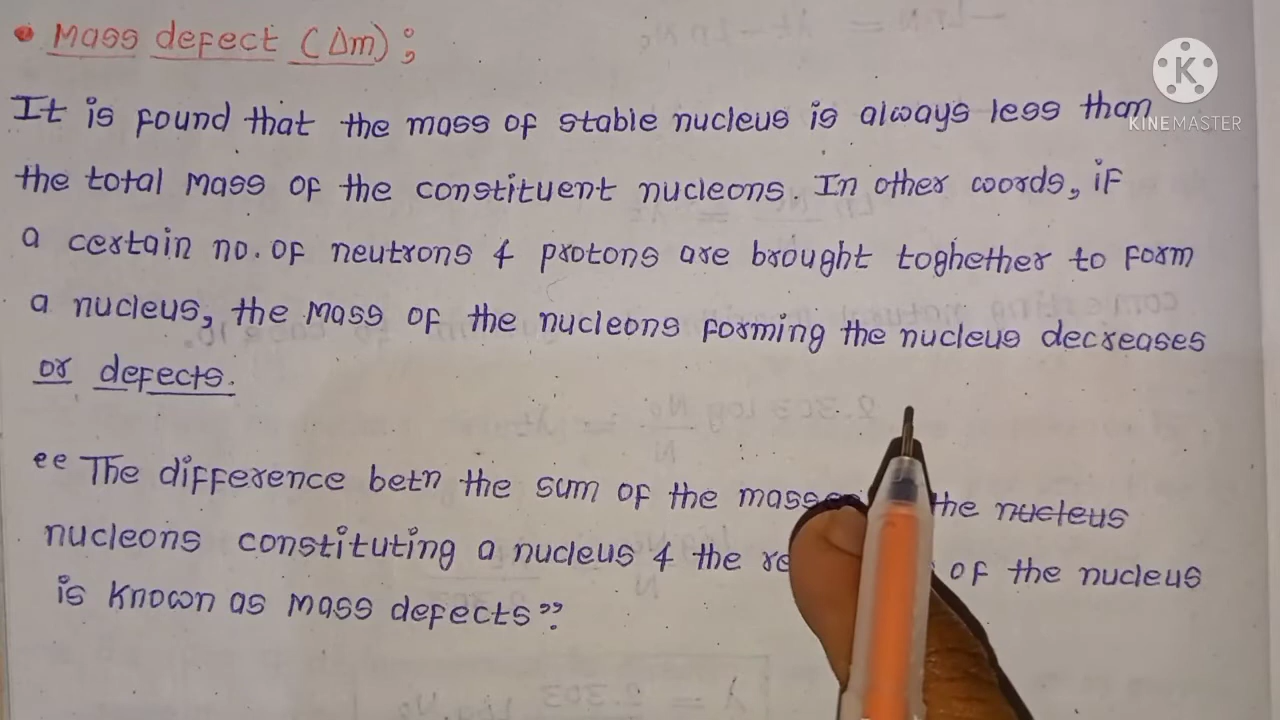 • Mass defect (Δm) :
K
KINEMASTER
It is found that the mass of stable nucleus is always less than
the total mass of the constituent nucleons. In other words, if
a certain no. of neutrons & protons are brought toghether to form
a nucleus, the mass of the nucleons forming the nucleus decreases
or defects.
“ The difference betn the sum of the the nucleus
nucleons constituting a nucleus & the of the nucleus
is known as mass defects”.